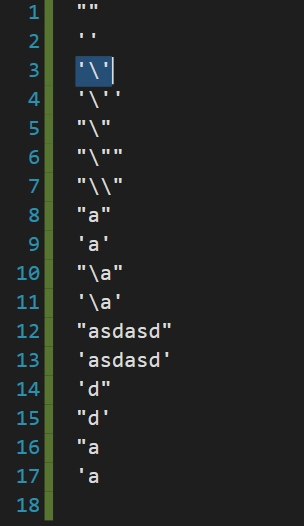 1 ""
2 ''
3 '\'
4 '\''
5 "\"
6 "\""
7 "\\"
8 "a"
9 'a'
10 "\a"
11 '\a'
12 "asdasd"
13 'asdasd'
14 'd"
15 "d'
16 "a
17 'a
18